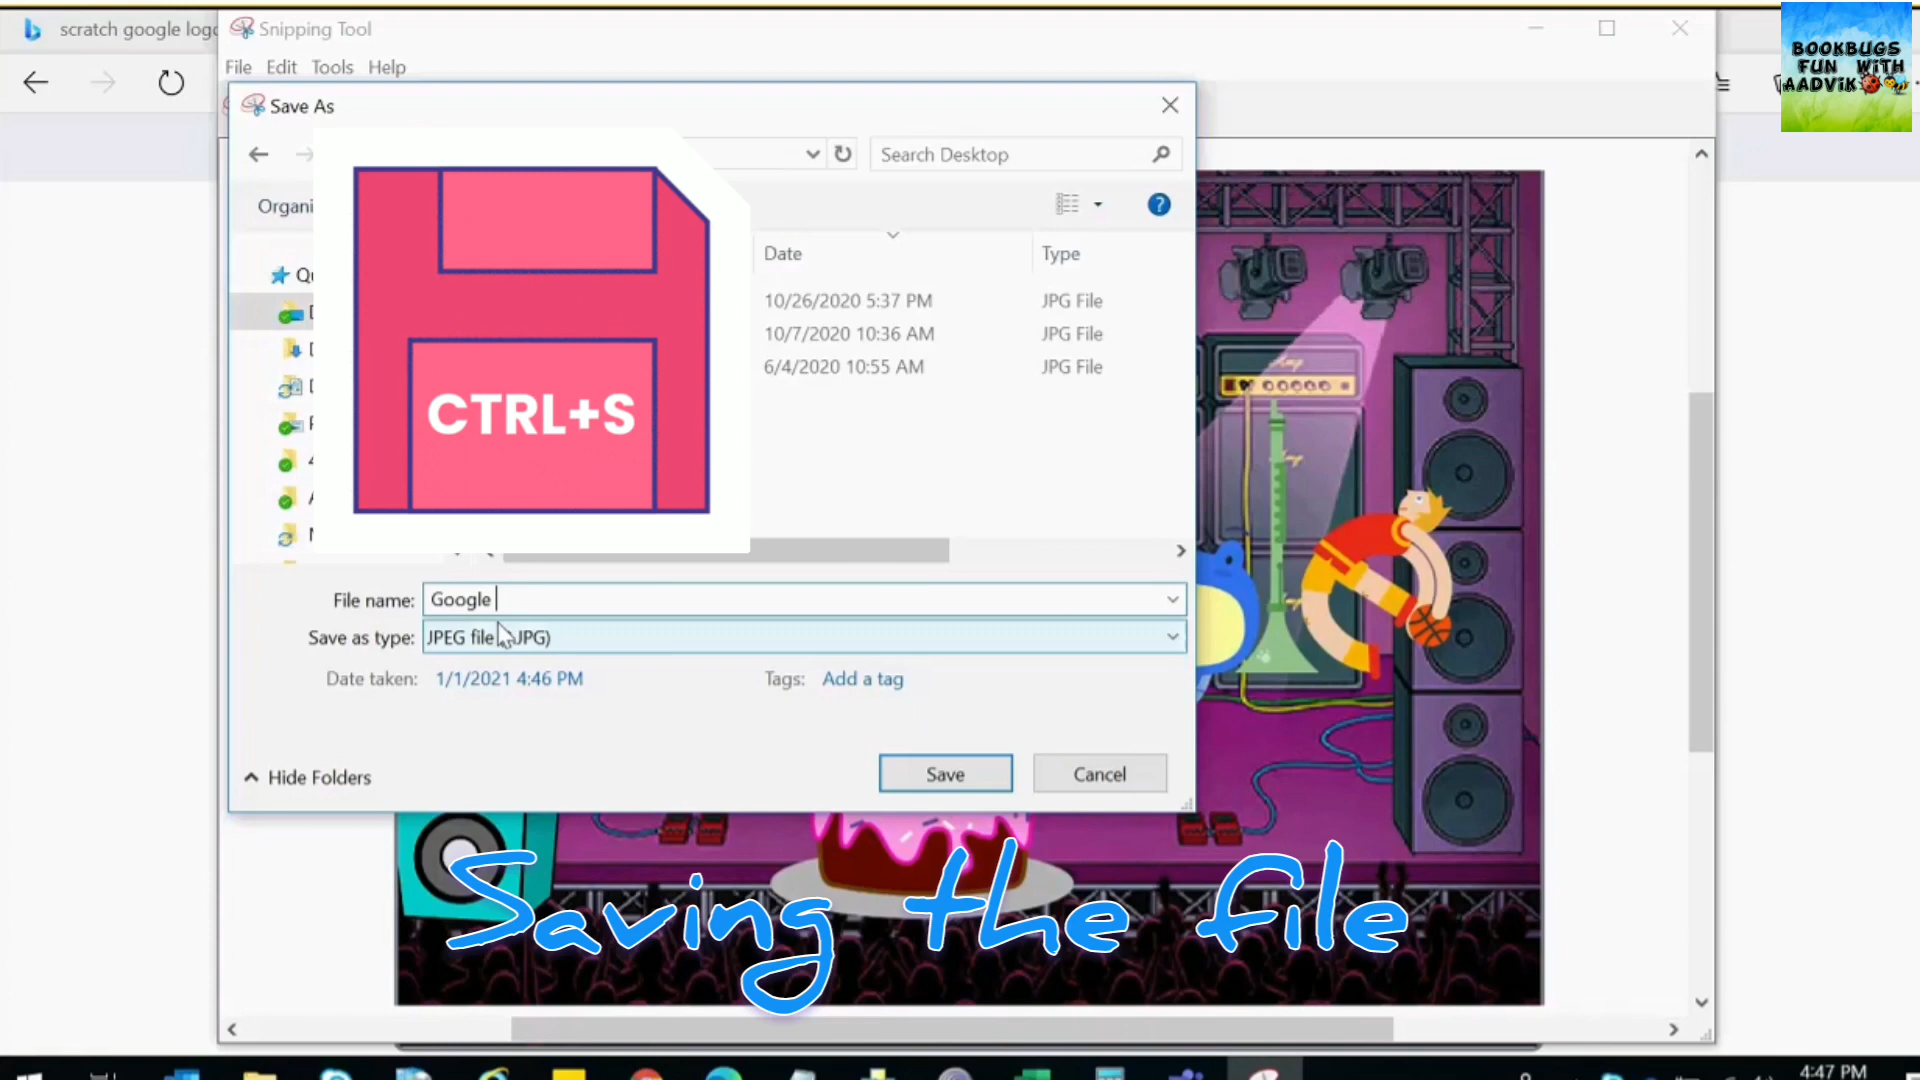 scratch google logo
Snipping Tool
File Edit Tools Help
BOOKBUGS
FUN WITH
AADVIK
Save As
Search Desktop
Organi
?
Date
Type
Qu
10/26/2020 5:37 PM JPG File
10/7/2020 10:36 AM JPG File
6/4/2020 10:55 AM JPG File
Amp
CTRL+S
File name: Google
Save as type: JPEG file JPG)
Date taken: 1/1/2021 4:46 PM
Tags: Add a tag
Hide Folders
Save
Cancel
Saving the file
4:47 PM